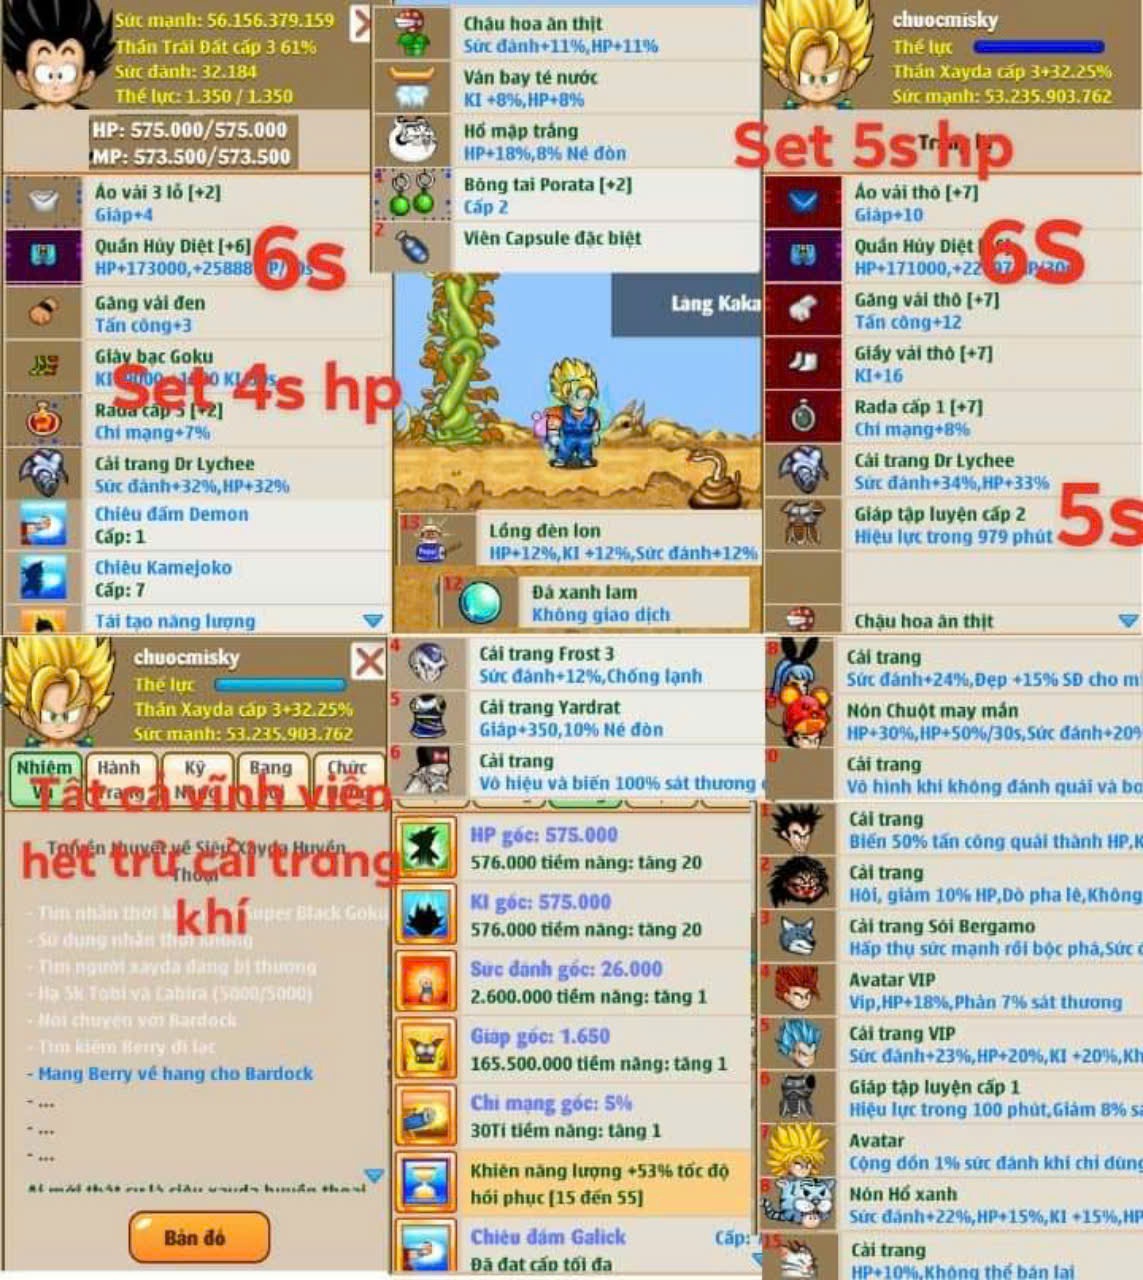 Sức mạnh: 56.156.379.159
Thần Trái Đất cấp 3 61%
Sức đánh: 32.184
Thể lực: 1.350 / 1.350
HP: 575.000/575.000
MP: 573.500/573.500
Áo vải 3 lỗ [+2]
Giáp+4
Quần Hủy Diệt [+6]
HP+173000,+25888
6s
Găng vải đen
Tấn công+3
Giày bạc Goku
Set 4s hp
Rada cấp 3 [+2]
Chí mạng+7%
Cải trang Dr Lychee
Sức đánh+32%,HP+32%
Chiêu đấm Demon
Cấp: 1
Chiêu Kamejoko
Cấp: 7
Tái tạo năng lượng
Chậu hoa ăn thịt
Sức đánh+11%,HP+11%
Ván bay té nước
KI +8%,HP+8%
Hổ mập trắng
HP+18%,8% Né đòn
1
Bông tai Porata [+2]
Cấp 2
2
Viên Capsule đặc biệt
Làng Kaka
13
Lồng đèn lon
HP+12%,KI +12%,Sức đánh+12%
12
Đá xanh lam
Không giao dịch
chuocmisky
Thể lực
Thần Xayda cấp 3+32.25%
Sức mạnh: 53.235.903.762
Set 5s hp
Áo vải thô [+7]
Giáp+10
Quần Hủy Diệt
HP+171000,
6S
Găng vải thô [+7]
Tấn công+12
Giầy vải thô [+7]
KI+16
Rada cấp 1 [+7]
Chí mạng+8%
Cải trang Dr Lychee
Sức đánh+34%,HP+33%
Giáp tập luyện cấp 2
Hiệu lực trong 979 phút
5s
Chậu hoa ăn thịt
chuocmisky
Thể lực
Thần Xayda cấp 3+32.25%
Sức mạnh: 53.235.903.762
Nhiệm
Hành
Kỹ
Bang
Chức
Tất cả vĩnh viễn
hết trừ cải trang
khí
Thoại
- Tìm nhẫn thời Super Black Goku
- Sử dụng nhẫn thời không
- Tìm người xayda đang bị thương
- Hạ 5k Tobi và Cabira (5000/5000)
- Nói chuyện với Bardock
- Tìm kiếm Berry đi lạc
- Mang Berry về hang cho Bardock
- ...
- ...
- ...
Bản đồ
4
Cải trang Frost 3
Sức đánh+12%,Chống lạnh
5
Cải trang Yardrat
Giáp+350,10% Né đòn
6
Cải trang
Vô hiệu và biến 100% sát thương
HP gốc: 575.000
576.000 tiềm năng: tăng 20
KI gốc: 575.000
576.000 tiềm năng: tăng 20
Sức đánh gốc: 26.000
2.600.000 tiềm năng: tăng 1
Giáp gốc: 1.650
165.500.000 tiềm năng: tăng 1
Chí mạng gốc: 5%
30Tỉ tiềm năng: tăng 1
Khiên năng lượng +53% tốc độ
hồi phục [15 đến 55]
Chiêu đấm Galick
Cấp:
Đã đạt cấp tối đa
8
Cải trang
Sức đánh+24%,Đẹp +15% SĐ cho m
Nón Chuột may mắn
HP+30%,HP+50%/30s,Sức đánh+20%
0
Cải trang
Vô hình khi không đánh quái và bo
1
Cải trang
Biến 50% tấn công quái thành HP,K
2
Cải trang
Hôi, giảm 10% HP,Dò pha lê,Không
3
Cải trang Sói Bergamo
Hấp thụ sức mạnh rồi bộc phá,Sức đ
4
Avatar VIP
Vip,HP+18%,Phản 7% sát thương
5
Cải trang VIP
Sức đánh+23%,HP+20%,KI +20%,Kh
6
Giáp tập luyện cấp 1
Hiệu lực trong 100 phút,Giảm 8% sá
7
Avatar
Cộng dồn 1% sức đánh khi chỉ dùng
8
Nón Hổ xanh
Sức đánh+22%,HP+15%,KI +15%,HP
15
Cải trang
HP+10%,Không thể bán lại